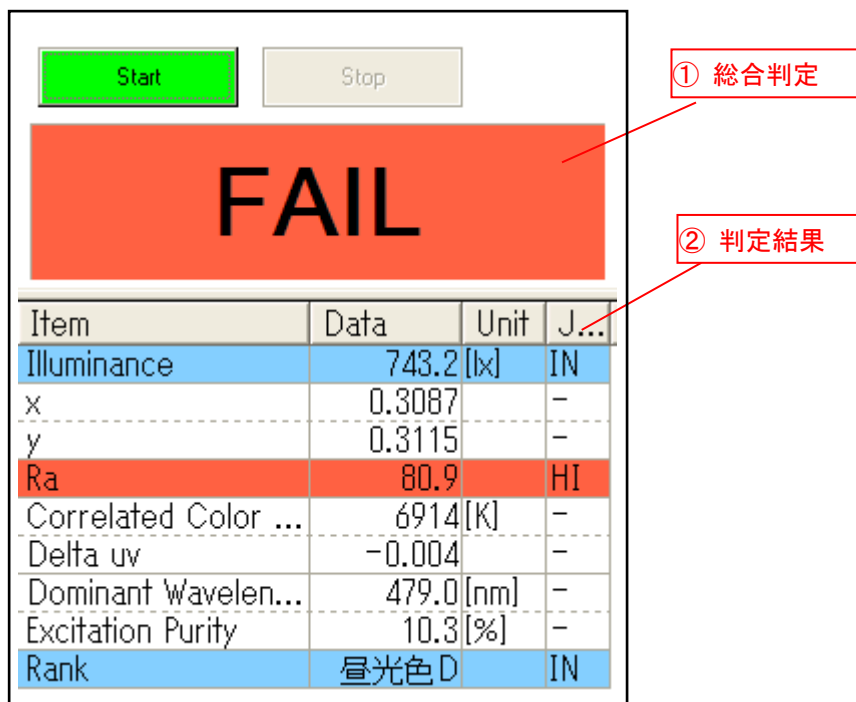 Start Stop
① 総合判定
FAIL
② 判定結果
Item Data Unit J...
Illuminance 743.2 [lx] IN
x 0.3087 -
y 0.3115 -
Ra 80.9 HI
Correlated Color ... 6914 [K] -
Delta uv -0.004 -
Dominant Wavelen... 479.0 [nm] -
Excitation Purity 10.3 [%] -
Rank 昼光色D IN